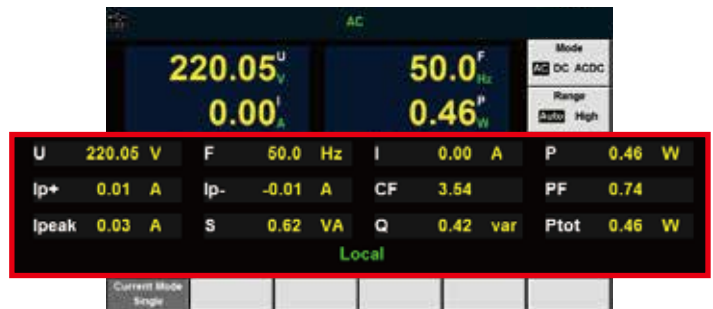 AC
220.05 U V
50.0 F Hz
0.00 I A
0.46 P W
Mode
AC DC ACDC
Range
Auto High
U 220.05 V F 50.0 Hz I 0.00 A P 0.46 W
Ip+ 0.01 A Ip- -0.01 A CF 3.54 PF 0.74
Ipeak 0.03 A S 0.62 VA Q 0.42 var Ptot 0.46 W
Local
Current Mode
Single